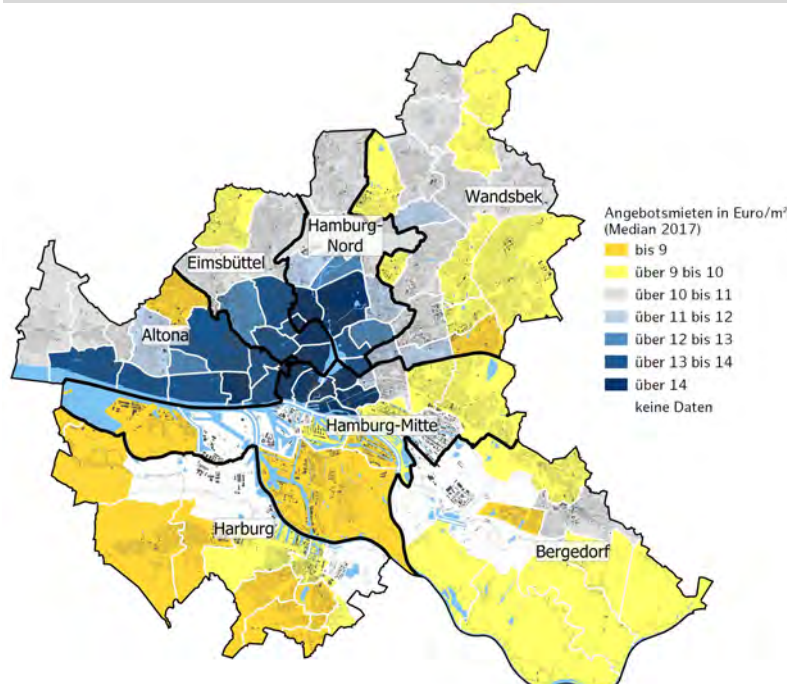 Wandsbek
Hamburg-
Nord
Eimsbüttel
Altona
Hamburg-Mitte
Harburg
Bergedorf
Angebotsmieten in Euro/m²
(Median 2017)
bis 9
über 9 bis 10
über 10 bis 11
über 11 bis 12
über 12 bis 13
über 13 bis 14
über 14
keine Daten